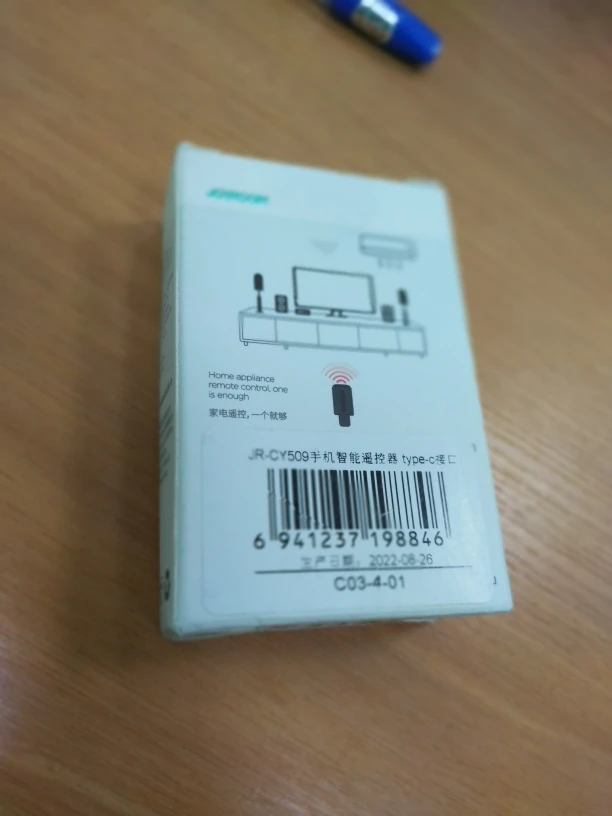 JOYROOM
Home appliance
remote control, one
is enough
家电遥控，一个就够
JR-CY509手机智能遥控器 type-c接口
6 941237 198846
生产日期：2022-08-26
C03-4-01